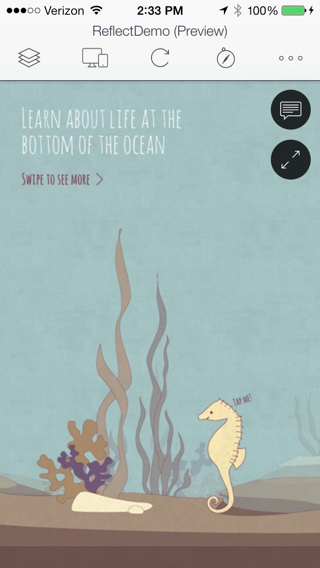 Verizon 2:33 PM 100%
ReflectDemo (Preview)
Learn about life at the
bottom of the ocean
Swipe to see more
Tap me!